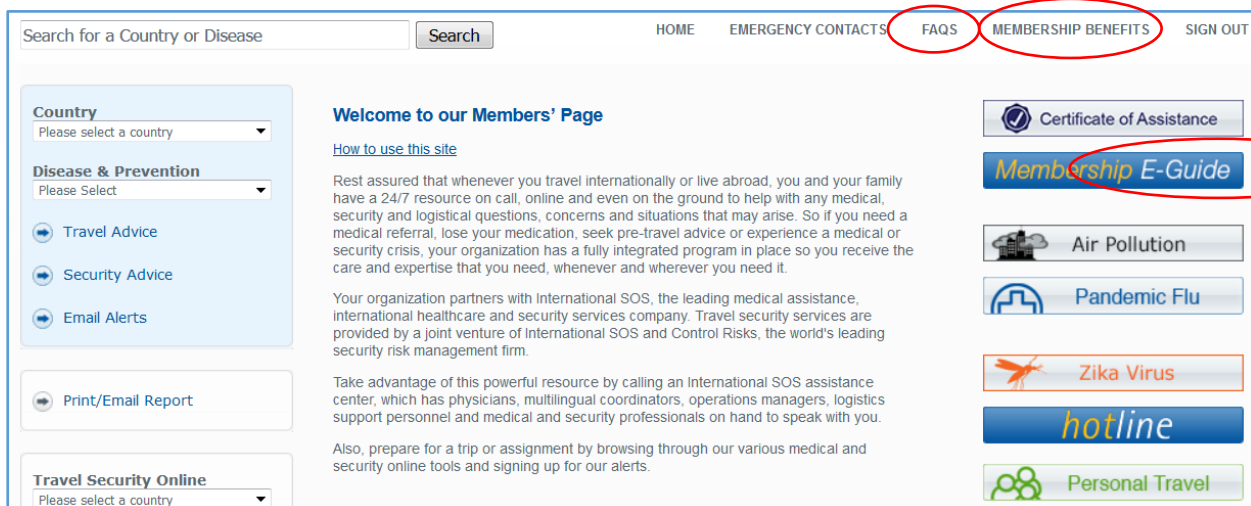 Search for a Country or Disease
Search
HOME
EMERGENCY CONTACTS
FAQS
MEMBERSHIP BENEFITS
SIGN OUT
Country
Please select a country
Disease & Prevention
Please Select
Travel Advice
Security Advice
Email Alerts
Print/Email Report
Travel Security Online
Please select a country
Welcome to our Members' Page
How to use this site
Rest assured that whenever you travel internationally or live abroad, you and your family
have a 24/7 resource on call, online and even on the ground to help with any medical,
security and logistical questions, concerns and situations that may arise. So if you need a
medical referral, lose your medication, seek pre-travel advice or experience a medical or
security crisis, your organization has a fully integrated program in place so you receive the
care and expertise that you need, whenever and wherever you need it.
Your organization partners with International SOS, the leading medical assistance,
international healthcare and security services company. Travel security services are
provided by a joint venture of International SOS and Control Risks, the world's leading
security risk management firm.
Take advantage of this powerful resource by calling an International SOS assistance
center, which has physicians, multilingual coordinators, operations managers, logistics
support personnel and medical and security professionals on hand to speak with you.
Also, prepare for a trip or assignment by browsing through our various medical and
security online tools and signing up for our alerts.
Certificate of Assistance
Membership E-Guide
Air Pollution
Pandemic Flu
Zika Virus
hotline
Personal Travel